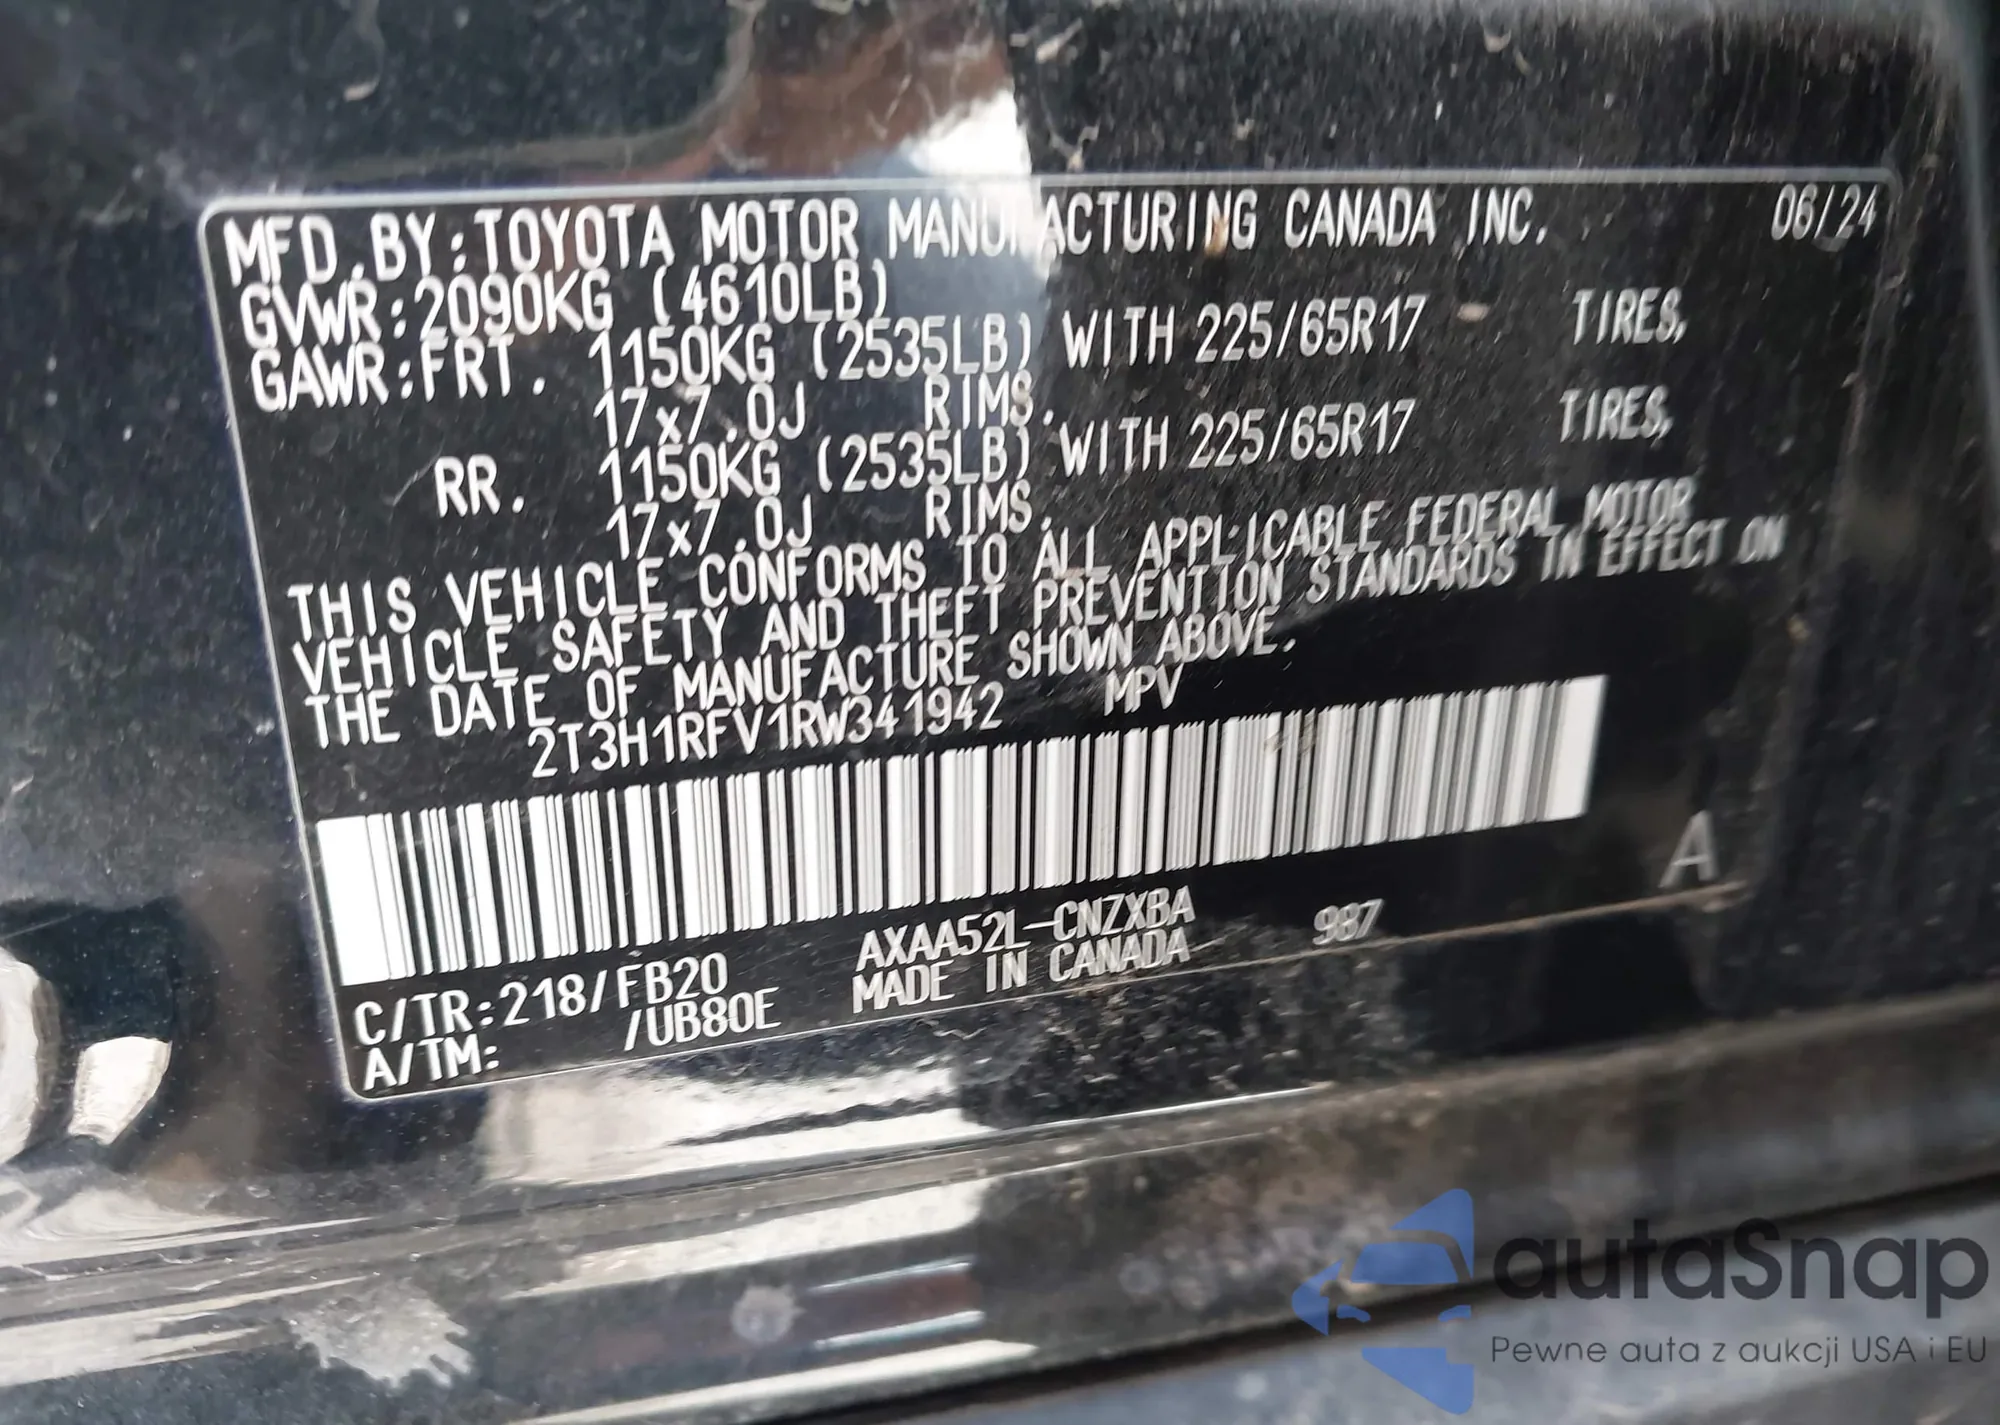 MFD.BY:TOYOTA MOTOR MANUFACTURING CANADA INC. 06/24
GVWR:2090KG (4610LB)
GAWR:FRT. 1150KG (2535LB) WITH 225/65R17 TIRES,
17x7.0J RIMS.
RR. 1150KG (2535LB) WITH 225/65R17 TIRES,
17x7.0J RIMS.
THIS VEHICLE CONFORMS TO ALL APPLICABLE FEDERAL MOTOR
VEHICLE SAFETY AND THEFT PREVENTION STANDARDS IN EFFECT ON
THE DATE OF MANUFACTURE SHOWN ABOVE.
2T3H1RFV1RW341942 MPV
A
AXAA52L-CNZXBA 987
C/TR:218/FB20 MADE IN CANADA
A/TM: /UB80E
autaSnap
Pewne auta z aukcji USA i EU